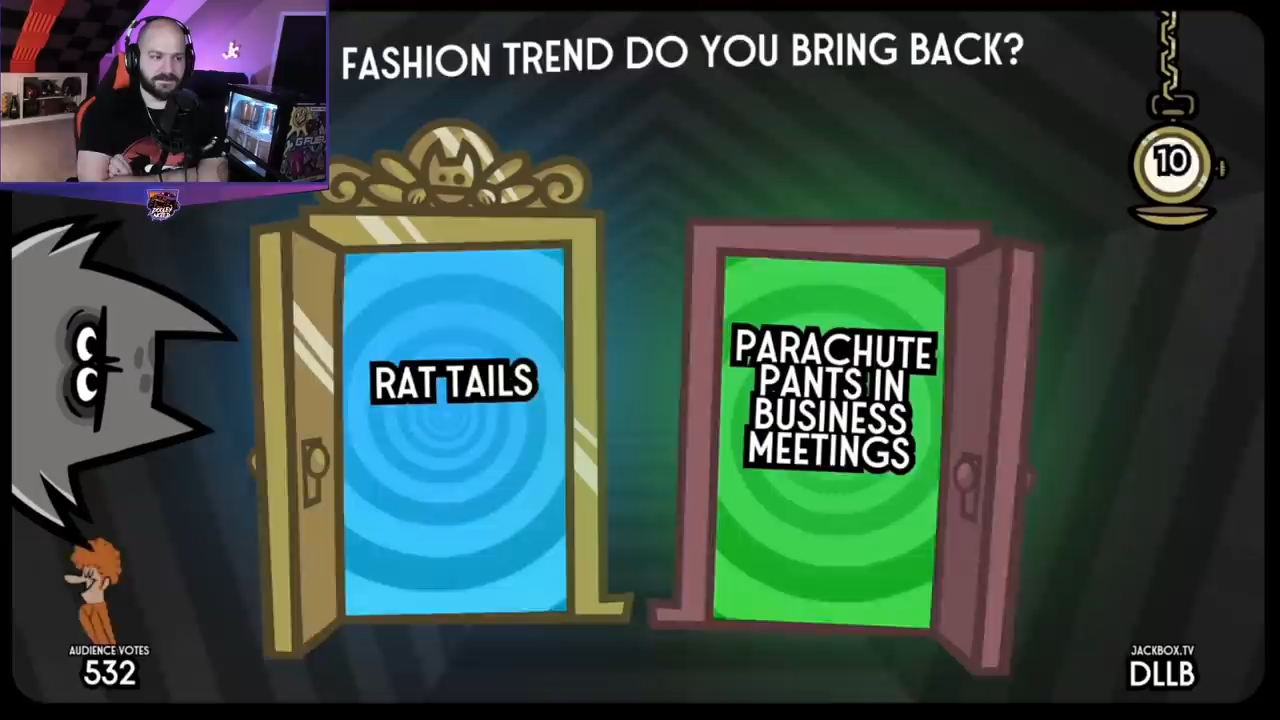 FASHION TREND DO YOU BRING BACK?
10
G FUEL
RAT TAILS
PARACHUTE
PANTS IN
BUSINESS
MEETINGS
AUDIENCE VOTES
532
JACKBOX.TV
DLLB